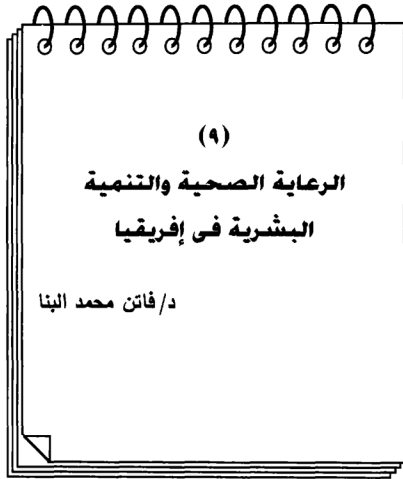 (٩)
الرعاية الصحية والتنمية
البشرية فى إفريقيا
د/ فاتن محمد البنا